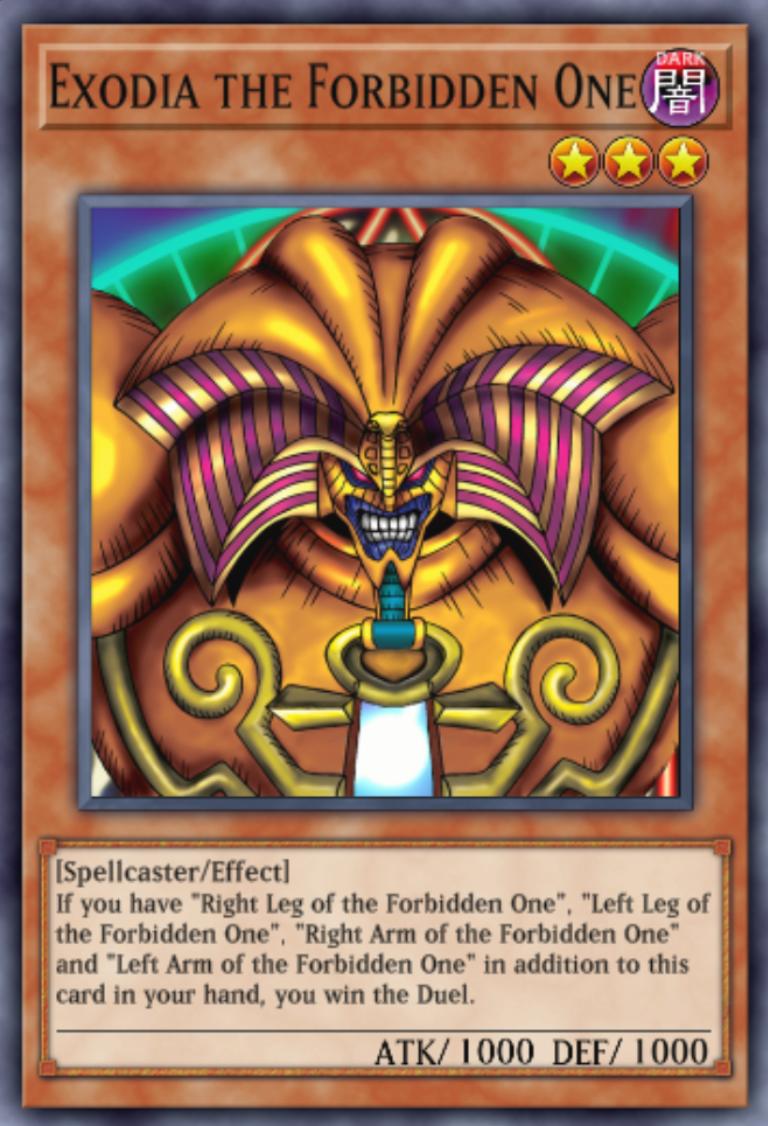 Exodia the Forbidden One
DARK
闇
[Spellcaster/Effect]
If you have "Right Leg of the Forbidden One", "Left Leg of
the Forbidden One", "Right Arm of the Forbidden One"
and "Left Arm of the Forbidden One" in addition to this
card in your hand, you win the Duel.
ATK/ 1000 DEF/ 1000